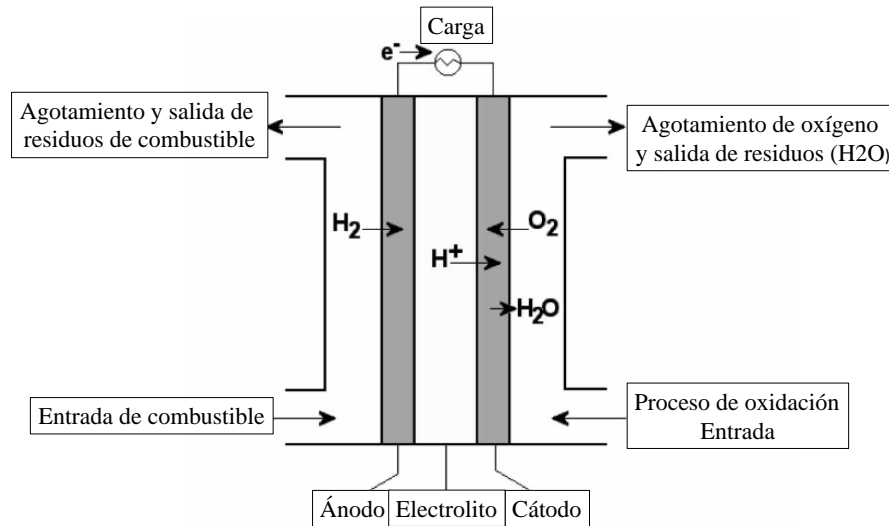 Carga
e-
Agotamiento y salida de
residuos de combustible
Agotamiento de oxígeno
y salida de residuos (H2O)
H2
O2
H+
H2O
Entrada de combustible
Proceso de oxidación
Entrada
Ánodo
Electrolito
Cátodo